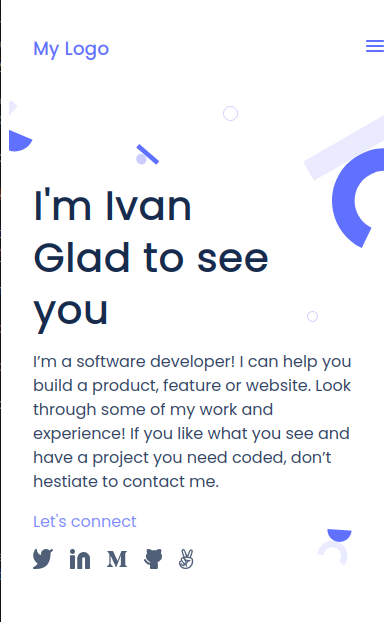 My Logo
I'm Ivan
Glad to see
you
I’m a software developer! I can help you
build a product, feature or website. Look
through some of my work and
experience! If you like what you see and
have a project you need coded, don’t
hestiate to contact me.
Let's connect